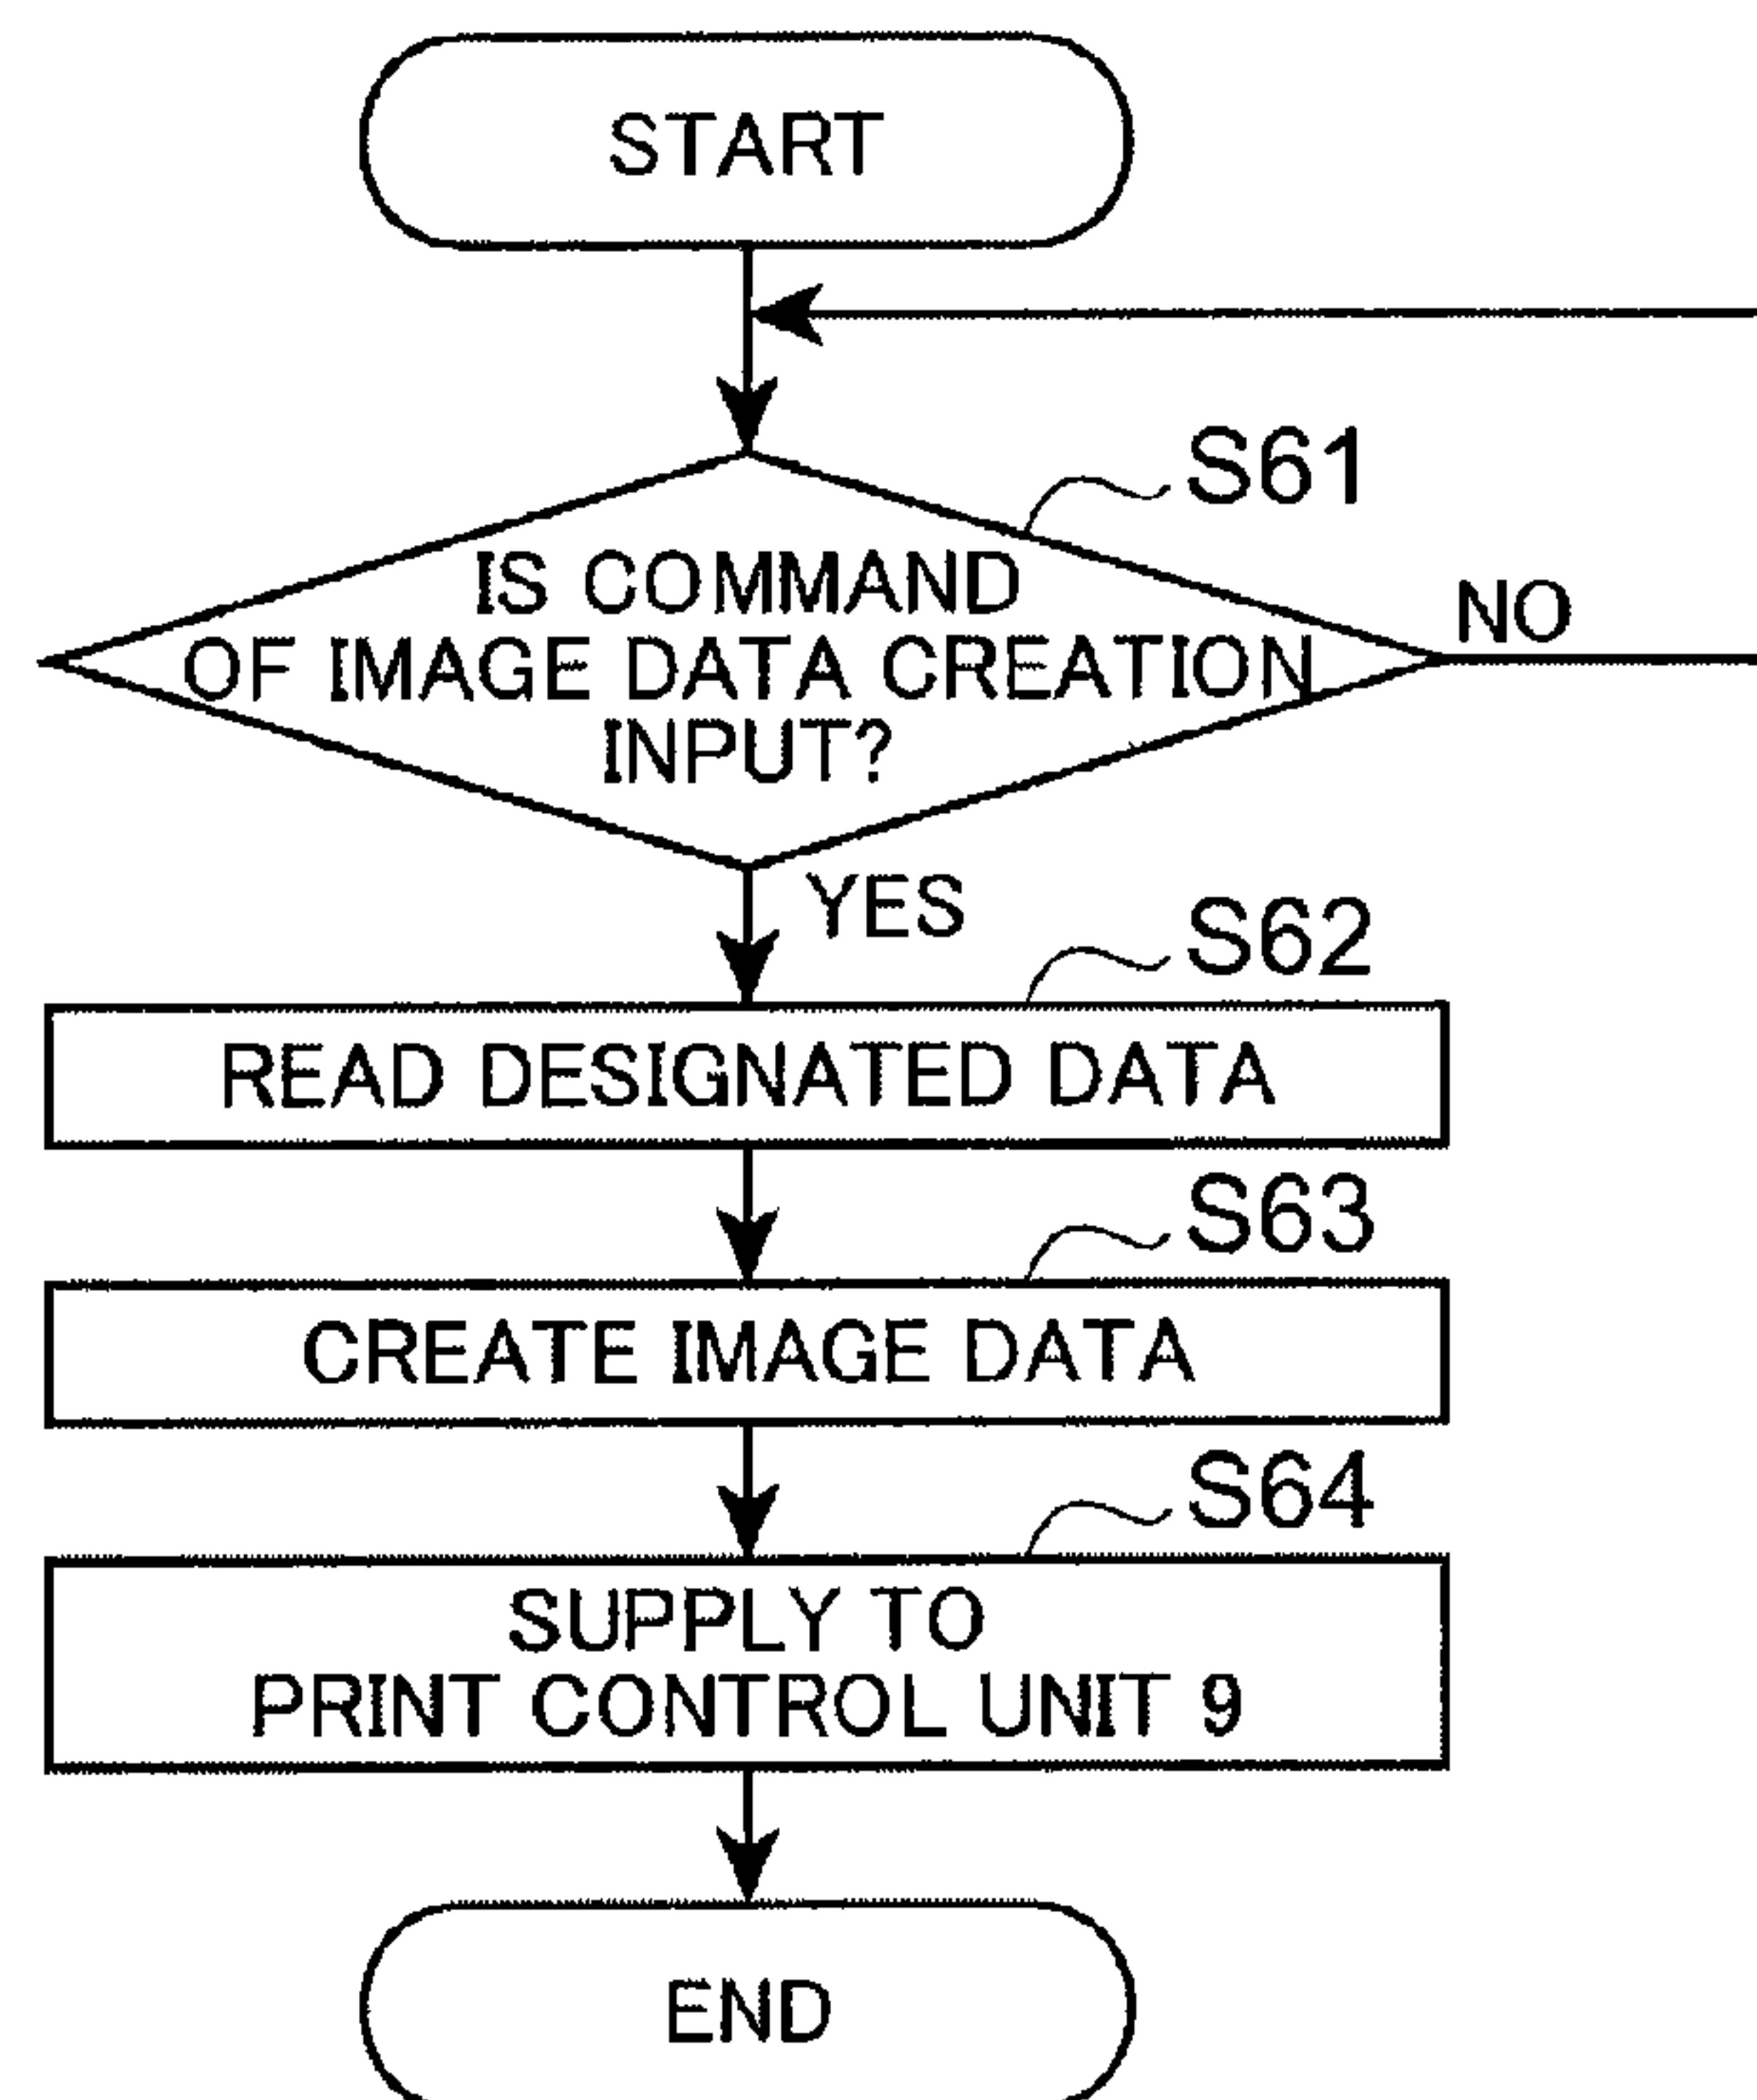 START
S61
IS COMMAND
OF IMAGE DATA CREATION
INPUT?
NO
YES
S62
READ DESIGNATED DATA
S63
CREATE IMAGE DATA
S64
SUPPLY TO
PRINT CONTROL UNIT 9
END